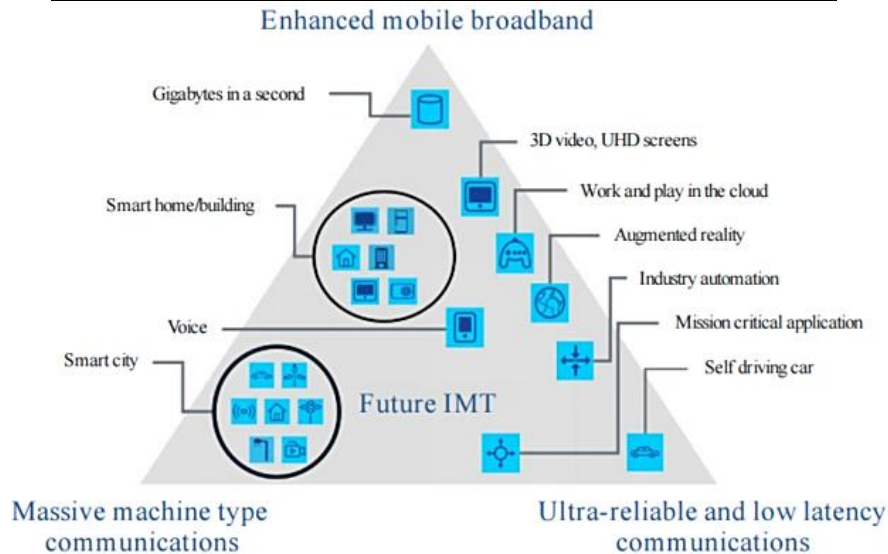 Enhanced mobile broadband
Gigabytes in a second
3D video, UHD screens
Smart home/building
Work and play in the cloud
Augmented reality
Industry automation
Voice
Mission critical application
Smart city
Self driving car
Future IMT
Massive machine type
communications
Ultra-reliable and low latency
communications